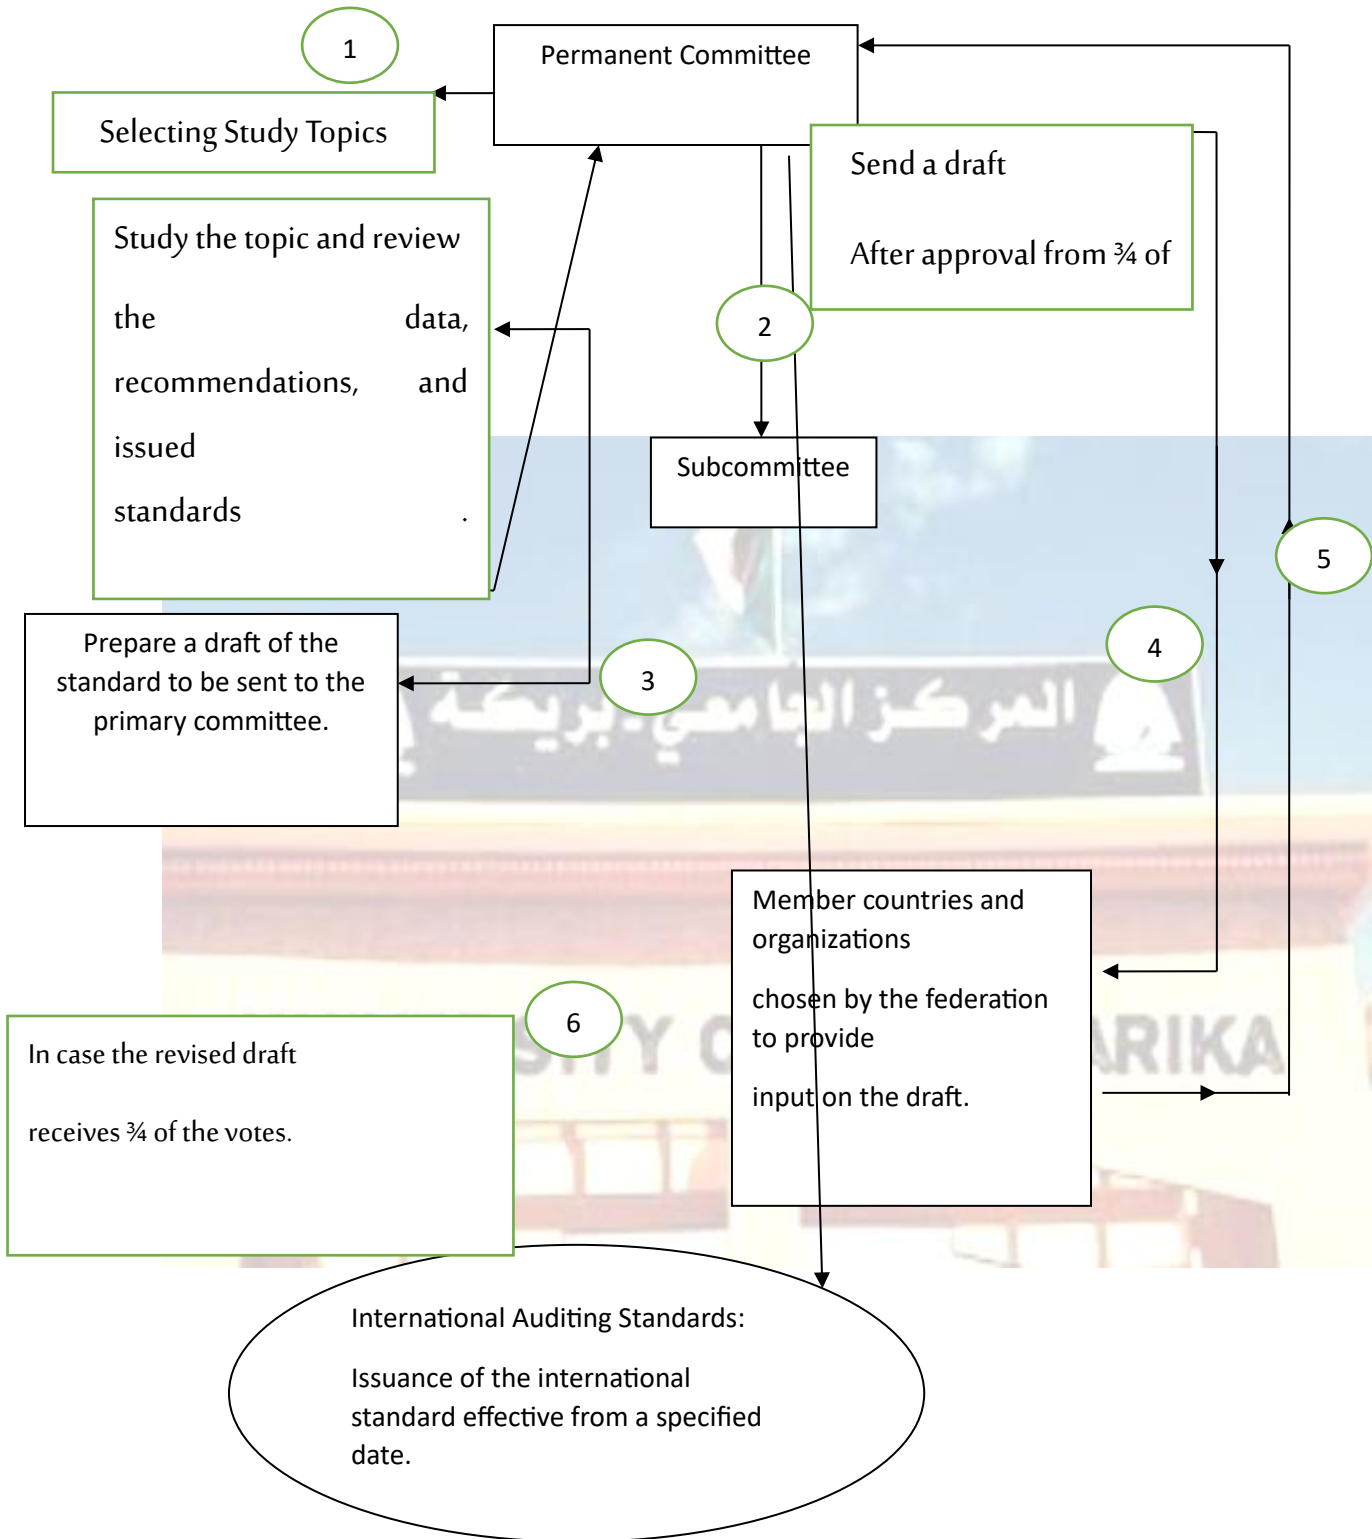 1
Permanent Committee
Selecting Study Topics
Send a draft
After approval from ¾ of
Study the topic and review
the data,
recommendations, and
issued
standards .
2
Subcommittee
5
4
3
Prepare a draft of the
standard to be sent to the
primary committee.
المركز الجامعي بريكة
Member countries and
organizations
chosen by the federation
to provide
input on the draft.
6
In case the revised draft
receives ¾ of the votes.
SITY O
ARIKA
International Auditing Standards:
Issuance of the international
standard effective from a specified
date.